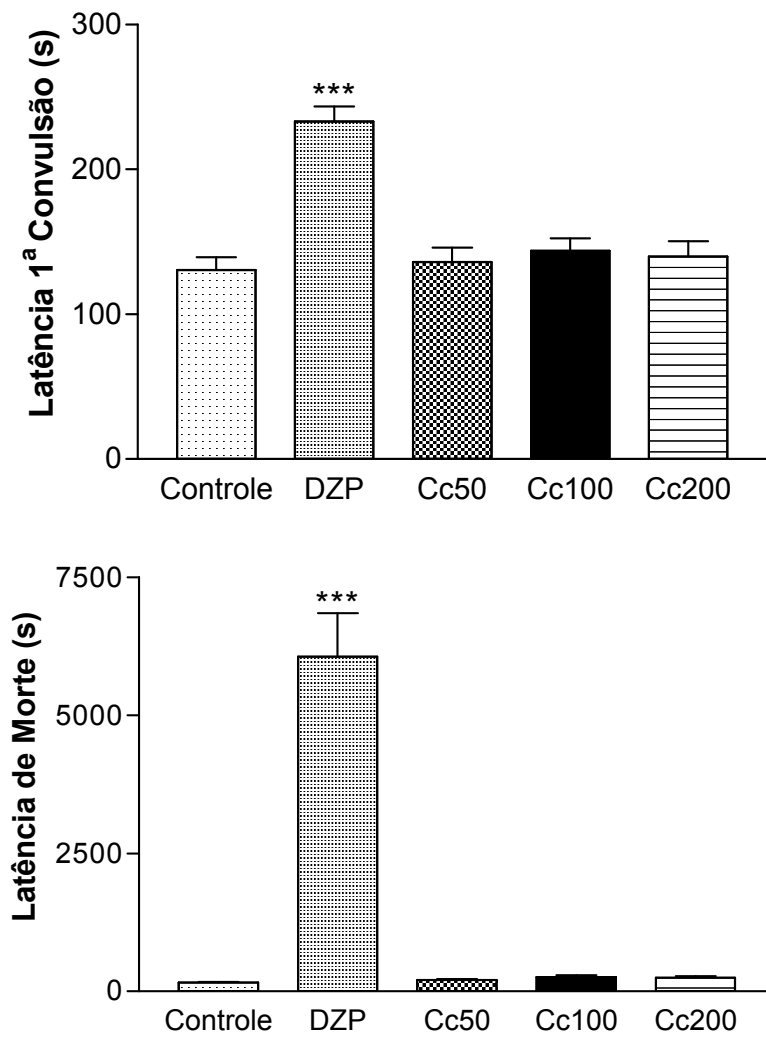 Latência 1ª Convulsão (s)
300
200
100
0
***
Controle DZP Cc50 Cc100 Cc200
Latência de Morte (s)
7500
5000
2500
0
***
Controle DZP Cc50 Cc100 Cc200